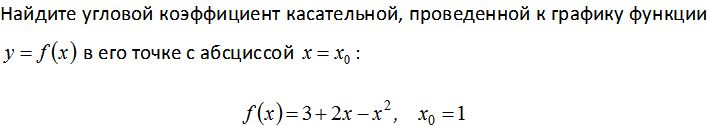 Найдите угловой коэффициент касательной, проведенной к графику функции
y = f(x) в его точке с абсциссой x = x₀ :
f(x) = 3 + 2x − x², x₀ = 1